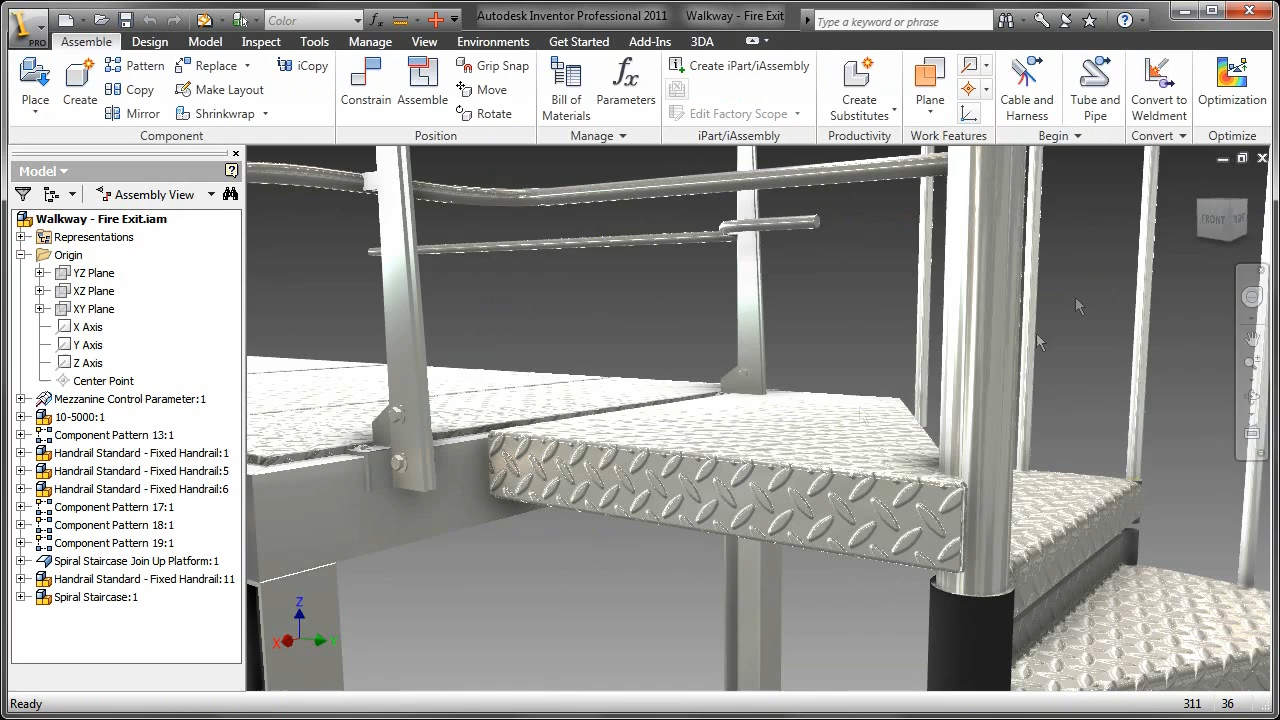 PRO
Color
Autodesk Inventor Professional 2011 Walkway - Fire Exit
Type a keyword or phrase
Assemble Design Model Inspect Tools Manage View Environments Get Started Add-Ins 3DA
Place
Create
Pattern
Copy
Mirror
Replace
Make Layout
Shrinkwrap
iCopy
Component
Constrain
Assemble
Grip Snap
Move
Rotate
Position
Bill of
Materials
Parameters
Manage
Create iPart/iAssembly
Edit Factory Scope
iPart/iAssembly
Create
Substitutes
Productivity
Plane
Work Features
Cable and
Harness
Tube and
Pipe
Begin
Convert to
Weldment
Convert
Optimization
Optimize
Model
Assembly View
Walkway - Fire Exit.iam
Representations
Origin
YZ Plane
XZ Plane
XY Plane
X Axis
Y Axis
Z Axis
Center Point
Mezzanine Control Parameter:1
10-5000:1
Component Pattern 13:1
Handrail Standard - Fixed Handrail:1
Handrail Standard - Fixed Handrail:5
Handrail Standard - Fixed Handrail:6
Component Pattern 17:1
Component Pattern 18:1
Component Pattern 19:1
Spiral Staircase Join Up Platform:1
Handrail Standard - Fixed Handrail:11
Spiral Staircase:1
FRONT
Z
X
Y
Ready
311 36